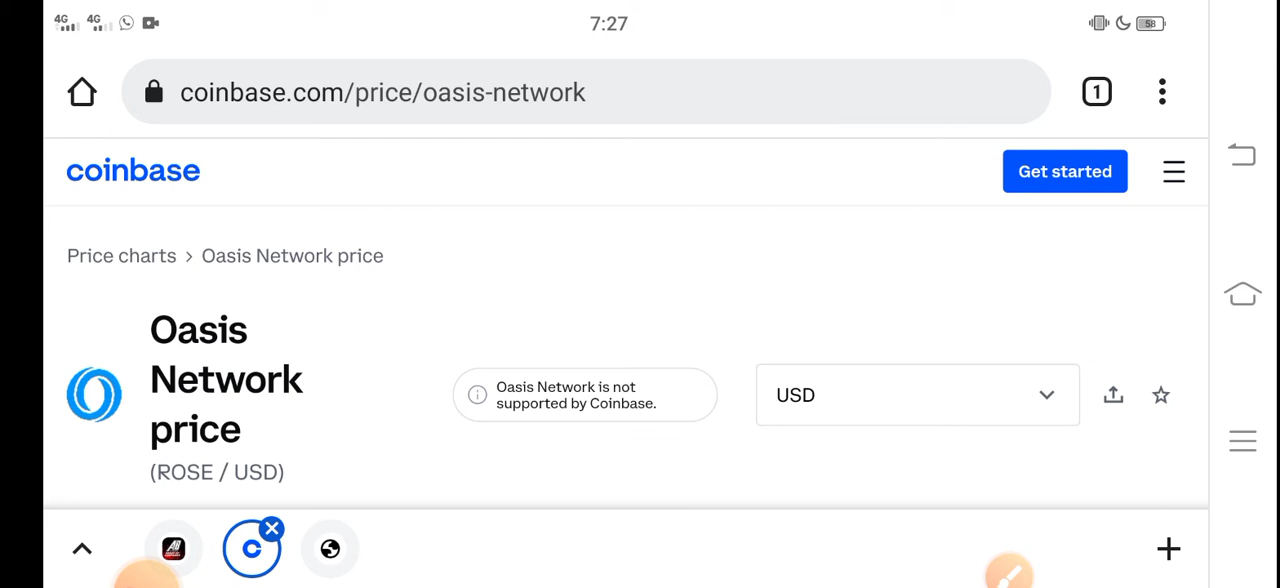 4G 4G 7:27 58
coinbase.com/price/oasis-network 1
coinbase Get started
Price charts > Oasis Network price
Oasis
Network
price
(ROSE / USD)
Oasis Network is not
supported by Coinbase.
USD